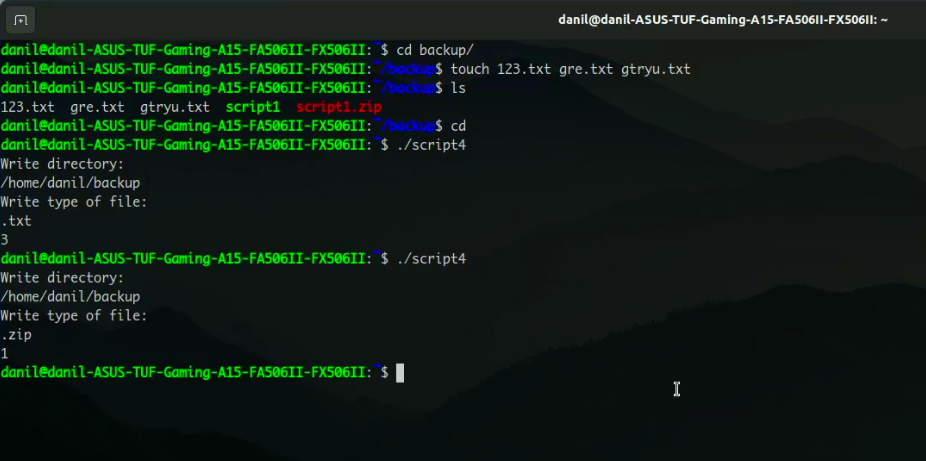 danil@danil-ASUS-TUF-Gaming-A15-FA506II-FX506II: ~
danil@danil-ASUS-TUF-Gaming-A15-FA506II-FX506II:~$ cd backup/
danil@danil-ASUS-TUF-Gaming-A15-FA506II-FX506II:~/backup$ touch 123.txt gre.txt gtryu.txt
danil@danil-ASUS-TUF-Gaming-A15-FA506II-FX506II:~/backup$ ls
123.txt  gre.txt  gtryu.txt  script1  script1.zip
danil@danil-ASUS-TUF-Gaming-A15-FA506II-FX506II:~/backup$ cd
danil@danil-ASUS-TUF-Gaming-A15-FA506II-FX506II:~$ ./script4
Write directory:
/home/danil/backup
Write type of file:
.txt
3
danil@danil-ASUS-TUF-Gaming-A15-FA506II-FX506II:~$ ./script4
Write directory:
/home/danil/backup
Write type of file:
.zip
1
danil@danil-ASUS-TUF-Gaming-A15-FA506II-FX506II:~$